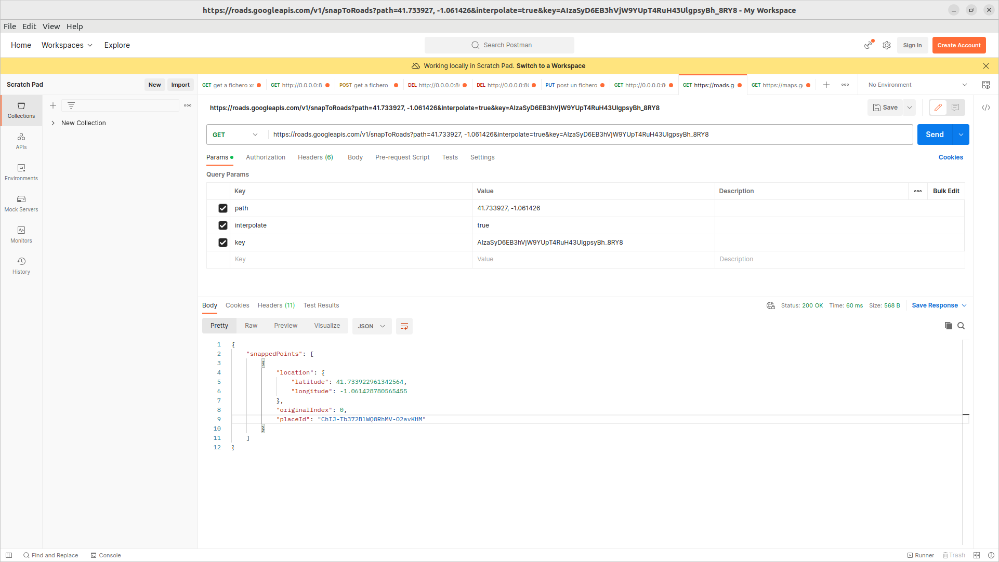 https://roads.googleapis.com/v1/snapToRoads?path=41.733927, -1.061426&interpolate=true&key=AIzaSyD6EB3hVjW9YUpT4RuH43UlgpsyBh_8RY8 - My Workspace
File Edit View Help
Home Workspaces Explore Search Postman Sign In Create Account
Working locally in Scratch Pad. Switch to a Workspace
Scratch Pad New Import GET get a fichero xr GET http://0.0.0.0:8 POST get a fichero DEL http://0.0.0.0:8( DEL http://0.0.0.0:8( PUT post un fichero GET http://0.0.0.0:8 GET https://roads.g GET https://maps.g No Environment
Collections
APIs
Environments
Mock Servers
Monitors
History
New Collection
https://roads.googleapis.com/v1/snapToRoads?path=41.733927, -1.061426&interpolate=true&key=AIzaSyD6EB3hVjW9YUpT4RuH43UlgpsyBh_8RY8
Save
GET https://roads.googleapis.com/v1/snapToRoads?path=41.733927, -1.061426&interpolate=true&key=AIzaSyD6EB3hVjW9YUpT4RuH43UlgpsyBh_8RY8 Send
Params Authorization Headers (6) Body Pre-request Script Tests Settings Cookies
Query Params
Key Value Description Bulk Edit
path 41.733927, -1.061426
interpolate true
key AIzaSyD6EB3hVjW9YUpT4RuH43UlgpsyBh_8RY8
Key Value Description
Body Cookies Headers (11) Test Results Status: 200 OK Time: 60 ms Size: 568 B Save Response
Pretty Raw Preview Visualize JSON
1 {
2 "snappedPoints": [
3 {
4 "location": {
5 "latitude": 41.733922961342564,
6 "longitude": -1.061428780565455
7 },
8 "originalIndex": 0,
9 "placeId": "ChIJ-Tb372BlWQ0RhMV-O2avKHM"
10 }
11 ]
12 }
Find and Replace Console Runner Trash